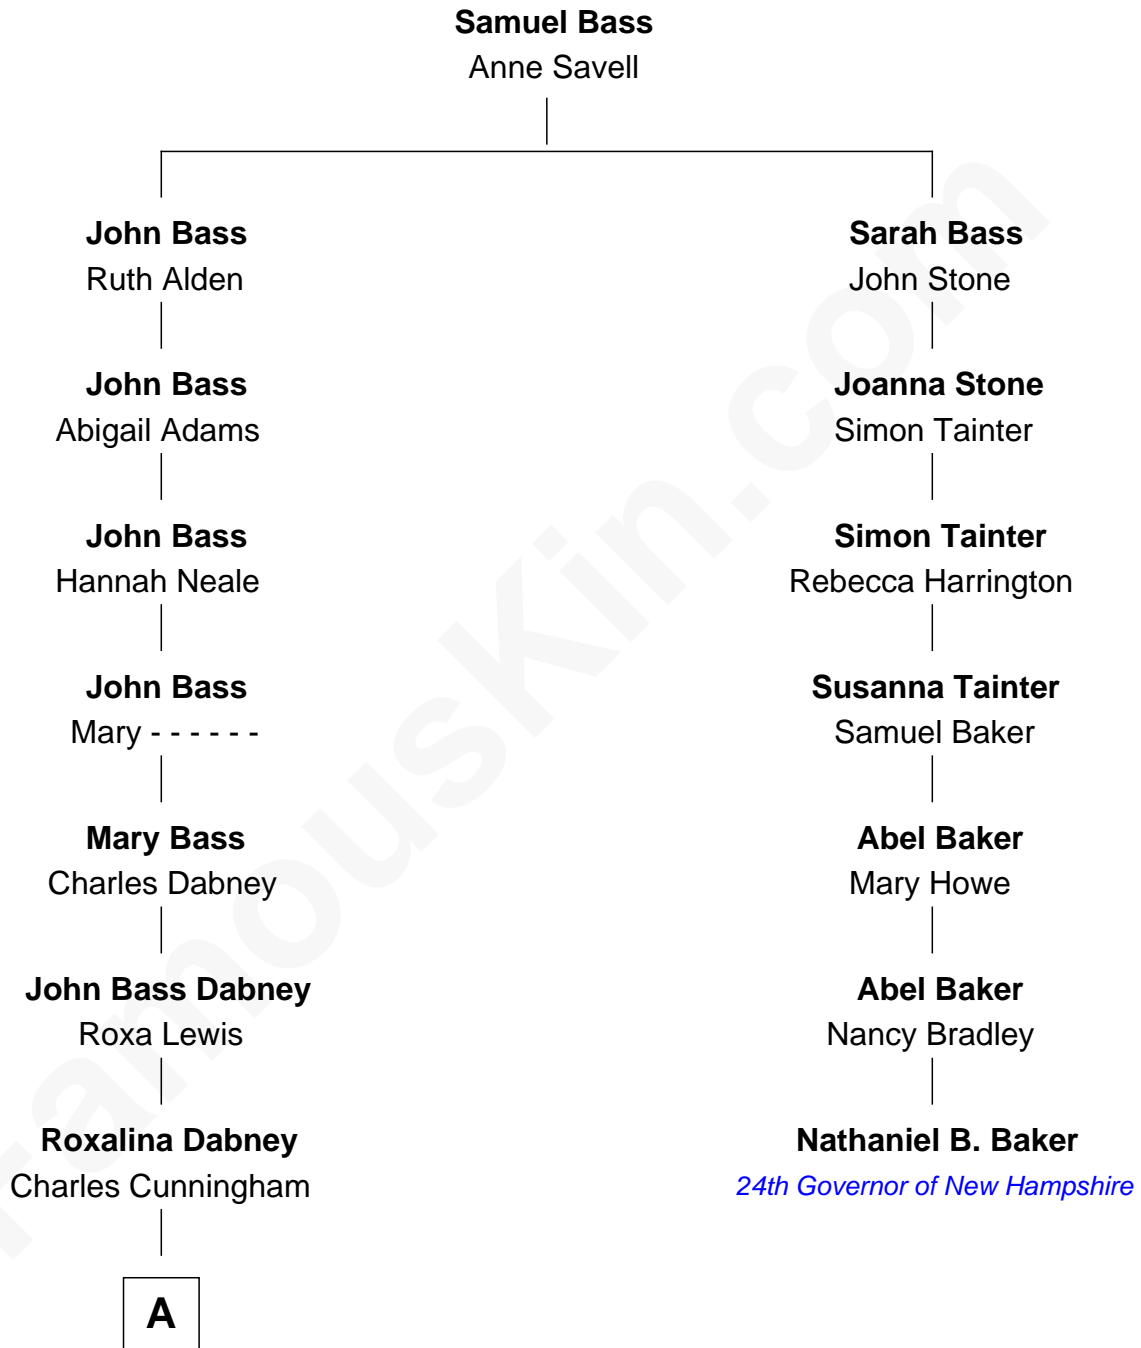 Samuel Bass
Anne Savell
John Bass
Ruth Alden
Sarah Bass
John Stone
John Bass
Abigail Adams
Joanna Stone
Simon Tainter
John Bass
Hannah Neale
Simon Tainter
Rebecca Harrington
John Bass
Mary - - - - - -
Susanna Tainter
Samuel Baker
Mary Bass
Charles Dabney
Abel Baker
Mary Howe
John Bass Dabney
Roxa Lewis
Abel Baker
Nancy Bradley
Roxalina Dabney
Charles Cunningham
Nathaniel B. Baker
24th Governor of New Hampshire
A
FamousKin.com